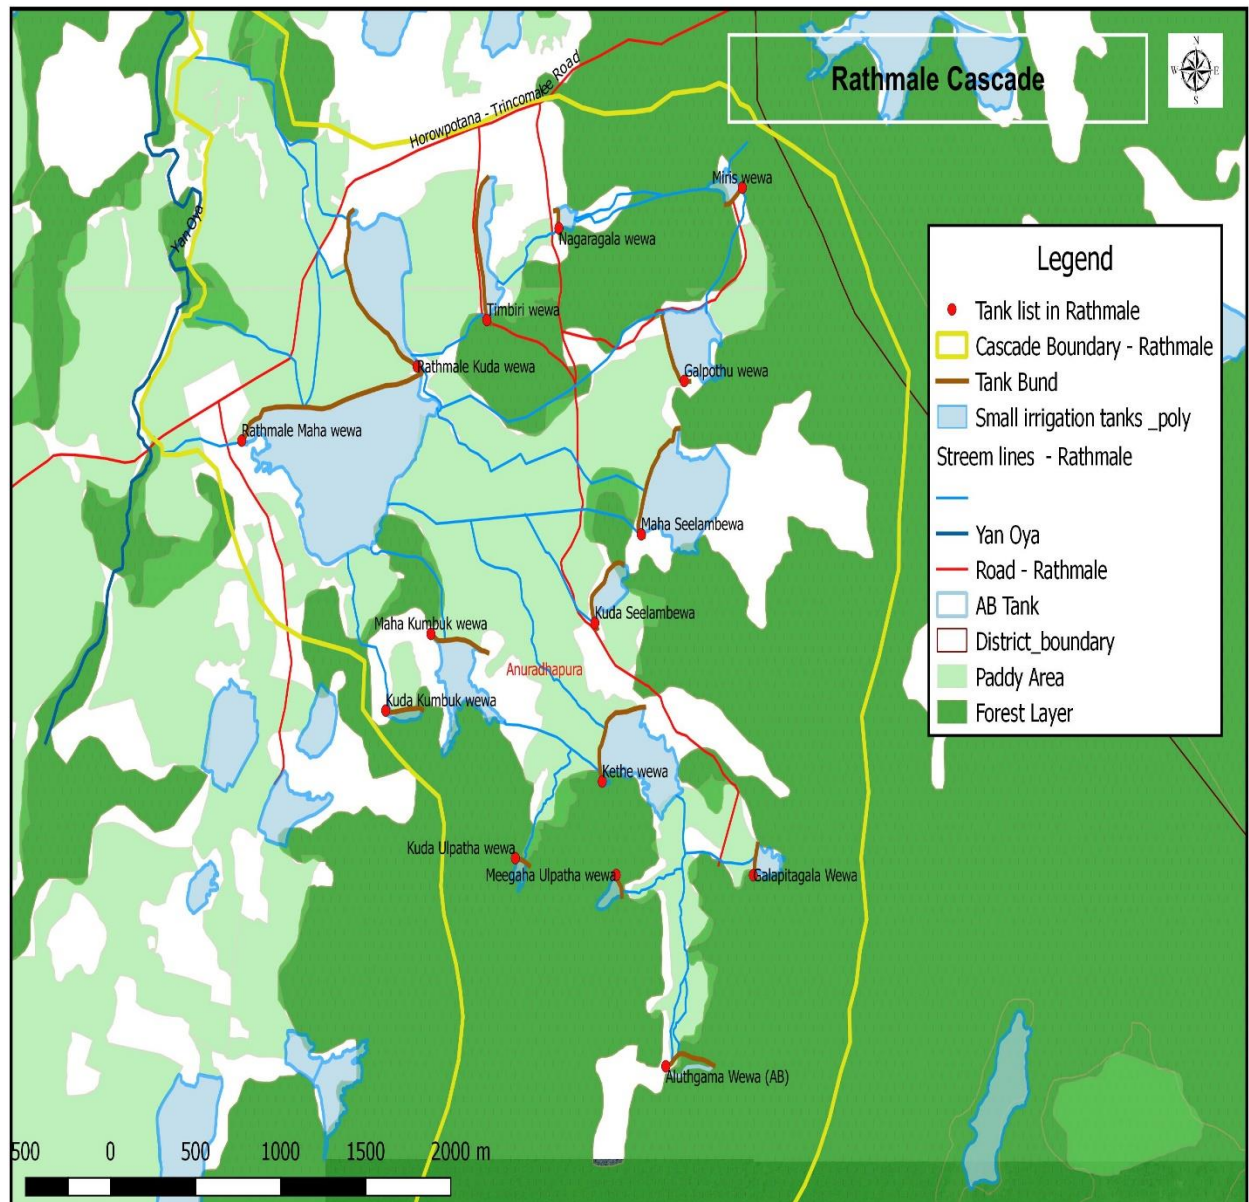 Rathmale Cascade
N
W E
S
Horowpotana - Trincomalee Road
Yan Oya
Miris wewa
Nagaragala wewa
Timbiri wewa
Rathmale Kuda wewa
Galpothu wewa
Rathmale Maha wewa
Maha Seelambewa
Kuda Seelambewa
Maha Kumbuk wewa
Anuradhapura
Kuda Kumbuk wewa
Kethe wewa
Kuda Ulpatha wewa
Meegaha Ulpatha wewa
Galapitagala Wewa
Aluthgama Wewa (AB)
Legend
Tank list in Rathmale
Cascade Boundary - Rathmale
Tank Bund
Small irrigation tanks _poly
Streem lines - Rathmale
Yan Oya
Road - Rathmale
AB Tank
District_boundary
Paddy Area
Forest Layer
500 0 500 1000 1500 2000 m